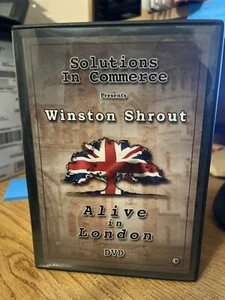 Solutions
In Commerce
Presents
Winston Shrout
Alive
in
London
DVD
©